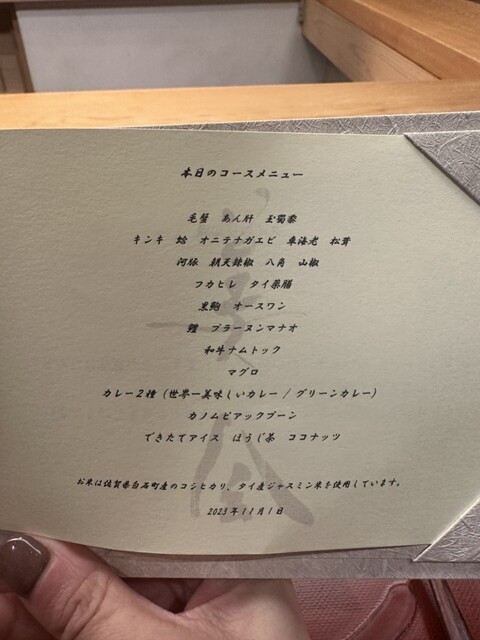 本日のコースメニュー
毛蟹 あん肝 玉蜀黍
キンキ 蛤 オニテナガエビ 車海老 松茸
河豚 朝天辣椒 八角 山椒
フカヒレ タイ薬膳
黒鮑 オースワン
鱧 プラーヌンマナオ
和牛ナムトック
マグロ
カレー2種(世界一美味しいカレー / グリーンカレー)
カノムピアックプーン
できたてアイス ほうじ茶 ココナッツ
お米は佐賀県白石町産のコシヒカリ、タイ産ジャスミン米を使用しています。
2023年11月1日